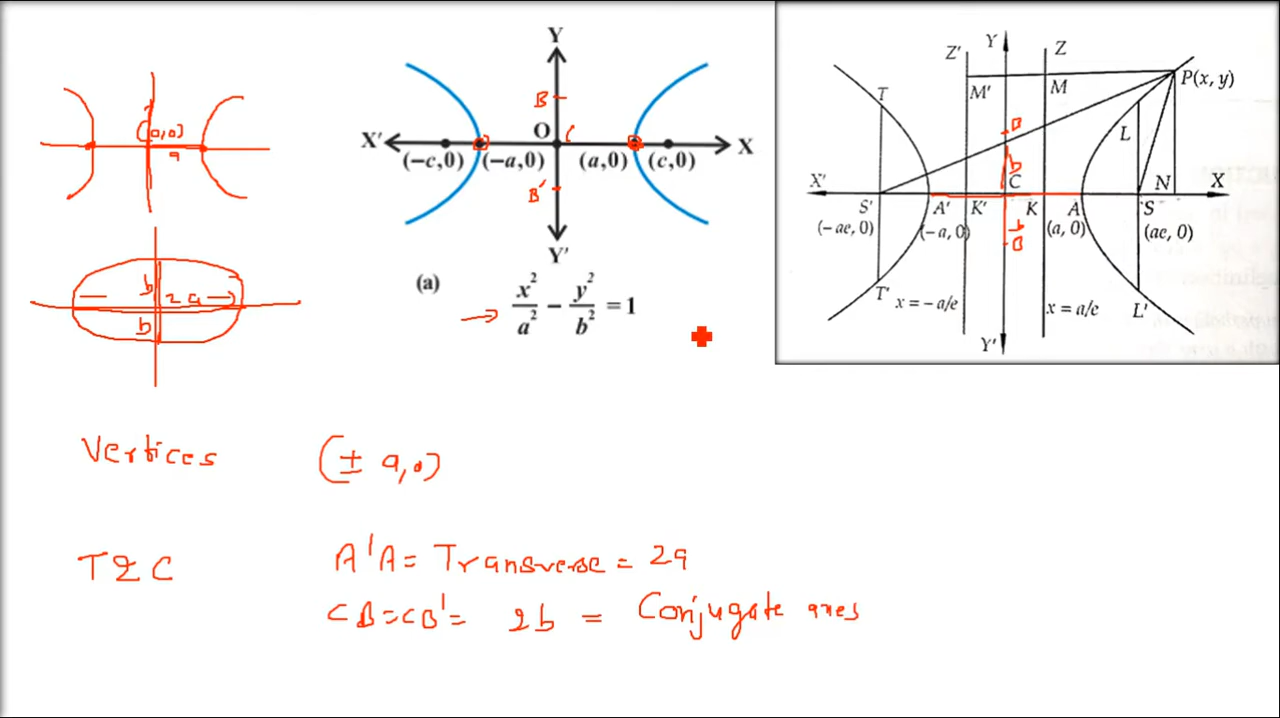 (0,0)
a
b
2a
b
Y
B
O
C
X'
X
(-c,0)
(-a,0)
(a,0)
(c,0)
B'
Y'
(a)
x²/a² - y²/b² = 1
Y
Z'
Z
M'
M
P(x, y)
T
B
L
b
X'
C
N
X
S'
A'
K'
K
A
S
(-ae, 0)
(-a, 0)
(a, 0)
(ae, 0)
b
B
T'
x = - a/e
x = a/e
L'
Y'
Vertices (± a,0)
T & C A'A = Transverse = 2a
CB = CB' = 2b = Conjugate axes